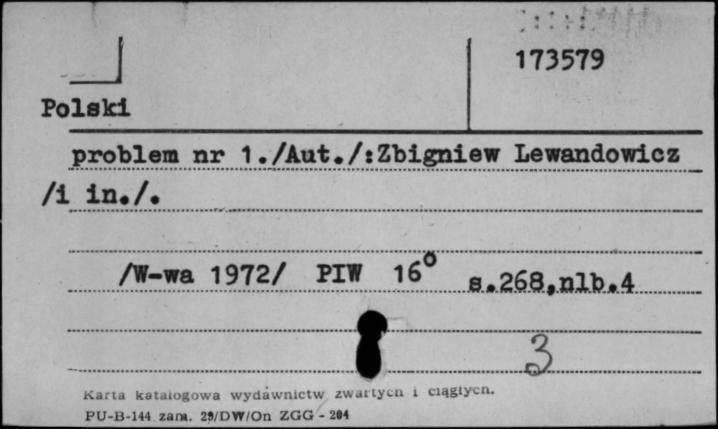 173579
Polski
problem nr 1./Aut./:Zbigniew Lewandowicz
/i in./.
/W-wa 1972/ PIW 16° s.268,nlb.4
3
Karta katalogowa wydawnictw zwartych i ciągłych.
PU-B-144 zam. 29/DW/On ZGG - 204